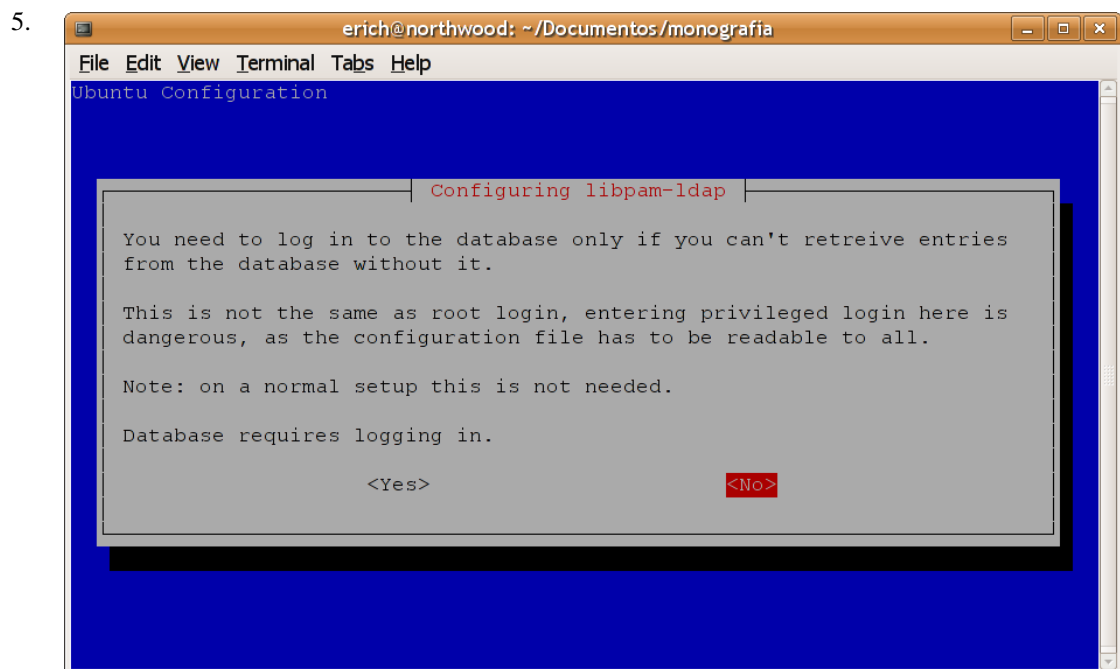 5.
erich@northwood: ~/Documentos/monografia
File Edit View Terminal Tabs Help
Ubuntu Configuration
Configuring libpam-ldap
You need to log in to the database only if you can't retreive entries
from the database without it.
This is not the same as root login, entering privileged login here is
dangerous, as the configuration file has to be readable to all.
Note: on a normal setup this is not needed.
Database requires logging in.
<Yes> <No>